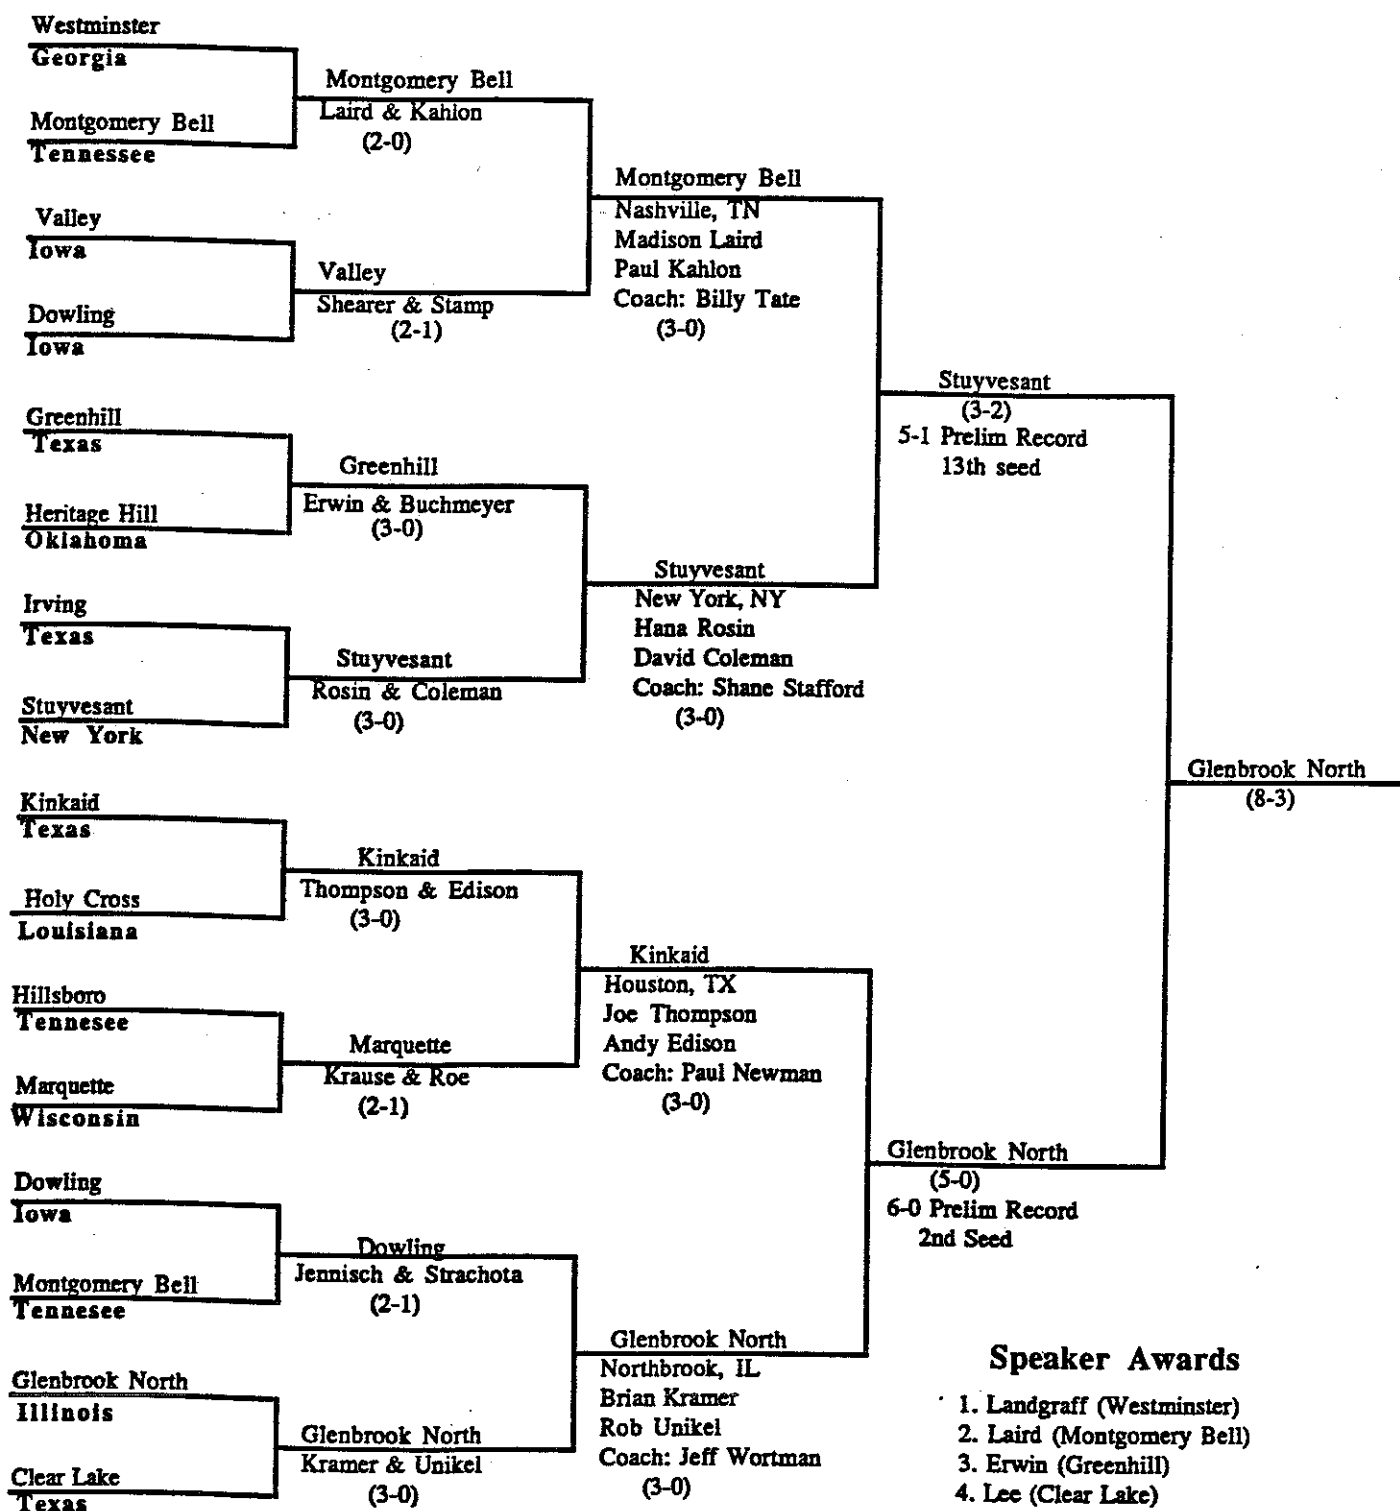 Westminster
Georgia
Montgomery Bell
Tennessee
Valley
Iowa
Dowling
Iowa
Greenhill
Texas
Heritage Hill
Oklahoma
Irving
Texas
Stuyvesant
New York
Kinkaid
Texas
Holy Cross
Louisiana
Hillsboro
Tennesee
Marquette
Wisconsin
Dowling
Iowa
Montgomery Bell
Tennesee
Glenbrook North
Illinois
Clear Lake
Texas
Montgomery Bell
Laird & Kahlon
(2-0)
Valley
Shearer & Stamp
(2-1)
Greenhill
Erwin & Buchmeyer
(3-0)
Stuyvesant
Rosin & Coleman
(3-0)
Kinkaid
Thompson & Edison
(3-0)
Marquette
Krause & Roe
(2-1)
Dowling
Jennisch & Strachota
(2-1)
Glenbrook North
Kramer & Unikel
(3-0)
Montgomery Bell
Nashville, TN
Madison Laird
Paul Kahlon
Coach: Billy Tate
(3-0)
Stuyvesant
New York, NY
Hana Rosin
David Coleman
Coach: Shane Stafford
(3-0)
Kinkaid
Houston, TX
Joe Thompson
Andy Edison
Coach: Paul Newman
(3-0)
Glenbrook North
Northbrook, IL
Brian Kramer
Rob Unikel
Coach: Jeff Wortman
(3-0)
Stuyvesant
(3-2)
5-1 Prelim Record
13th seed
Glenbrook North
(5-0)
6-0 Prelim Record
2nd Seed
Glenbrook North
(8-3)
Speaker Awards
1. Landgraff (Westminster)
2. Laird (Montgomery Bell)
3. Erwin (Greenhill)
4. Lee (Clear Lake)